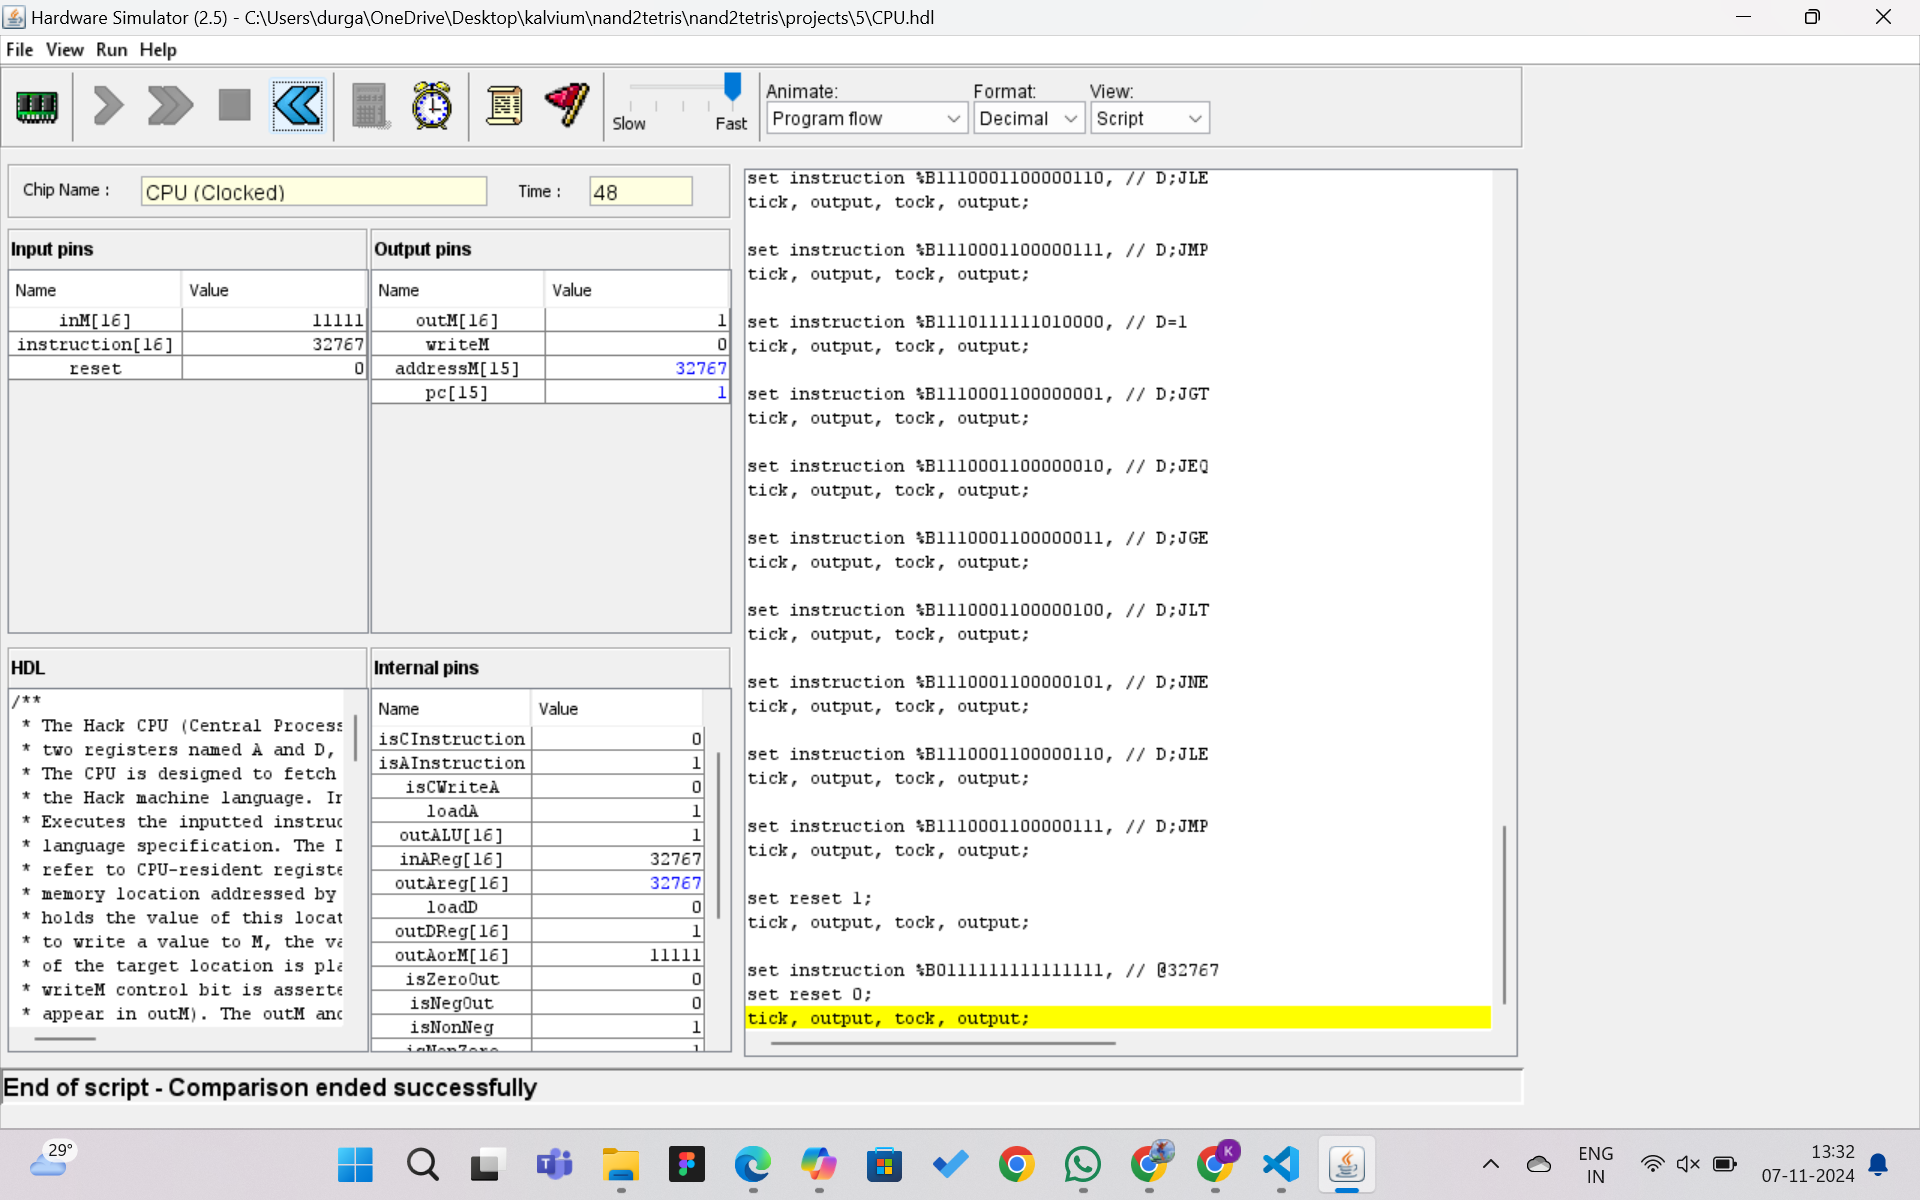 Hardware Simulator (2.5) - C:\Users\durga\OneDrive\Desktop\kalvium\nand2tetris\nand2tetris\projects\5\CPU.hdl
File View Run Help
Slow Fast
Animate: Format: View:
Program flow Decimal Script
Chip Name : CPU (Clocked) Time : 48
Input pins
Name Value
inM[16] 11111
instruction[16] 32767
reset 0
Output pins
Name Value
outM[16] 1
writeM 0
addressM[15] 32767
pc[15] 1
HDL
/**
* The Hack CPU (Central Process
* two registers named A and D,
* The CPU is designed to fetch
* the Hack machine language. In
* Executes the inputted instruc
* language specification. The D
* refer to CPU-resident registe
* memory location addressed by
* holds the value of this locat
* to write a value to M, the va
* of the target location is pla
* writeM control bit is asserte
* appear in outM). The outM and
Internal pins
Name Value
isCInstruction 0
isAInstruction 1
isCWriteA 0
loadA 1
outALU[16] 1
inAReg[16] 32767
outAreg[16] 32767
loadD 0
outDReg[16] 1
outAorM[16] 11111
isZeroOut 0
isNegOut 0
isNonNeg 1
isNonZero 1
set instruction %B1110001100000110, // D;JLE
tick, output, tock, output;
set instruction %B1110001100000111, // D;JMP
tick, output, tock, output;
set instruction %B1110111111010000, // D=1
tick, output, tock, output;
set instruction %B1110001100000001, // D;JGT
tick, output, tock, output;
set instruction %B1110001100000010, // D;JEQ
tick, output, tock, output;
set instruction %B1110001100000011, // D;JGE
tick, output, tock, output;
set instruction %B1110001100000100, // D;JLT
tick, output, tock, output;
set instruction %B1110001100000101, // D;JNE
tick, output, tock, output;
set instruction %B1110001100000110, // D;JLE
tick, output, tock, output;
set instruction %B1110001100000111, // D;JMP
tick, output, tock, output;
set reset 1;
tick, output, tock, output;
set instruction %B0111111111111111, // @32767
set reset 0;
tick, output, tock, output;
End of script - Comparison ended successfully
29°
K
ENG
IN
13:32
07-11-2024